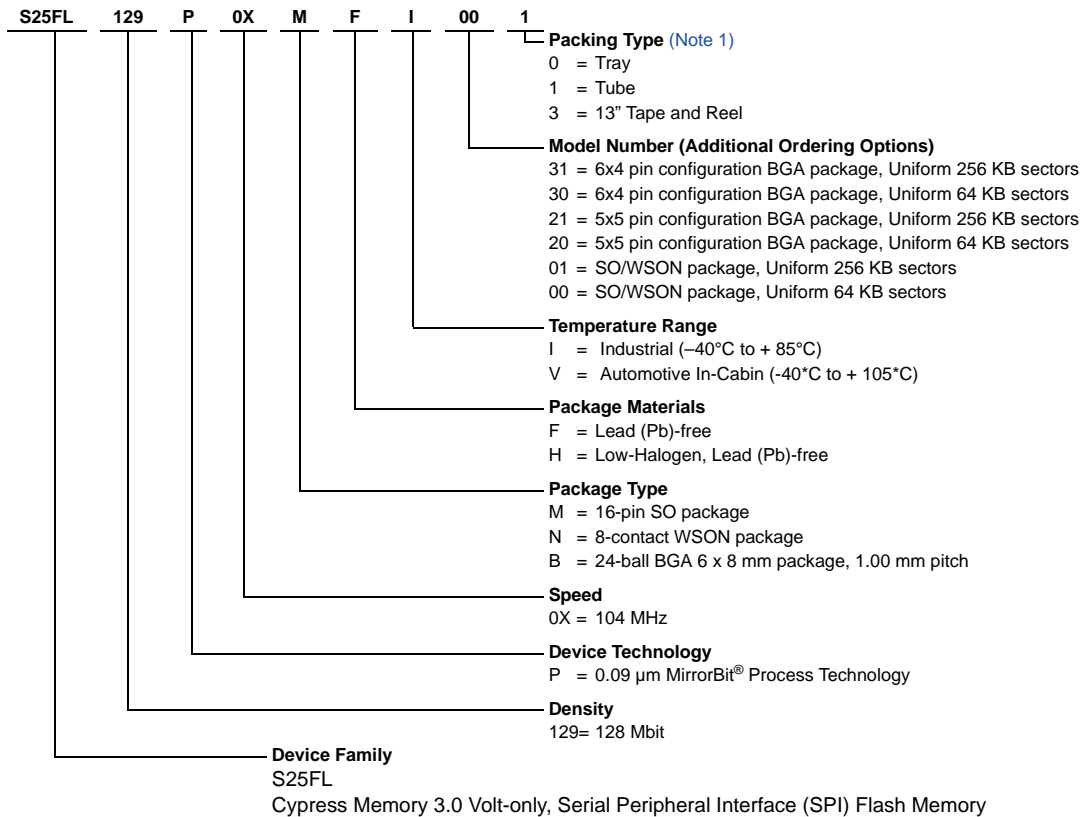 S25FL 129 P 0X M F I 00 1
Packing Type (Note 1)
0 = Tray
1 = Tube
3 = 13” Tape and Reel
Model Number (Additional Ordering Options)
31 = 6x4 pin configuration BGA package, Uniform 256 KB sectors
30 = 6x4 pin configuration BGA package, Uniform 64 KB sectors
21 = 5x5 pin configuration BGA package, Uniform 256 KB sectors
20 = 5x5 pin configuration BGA package, Uniform 64 KB sectors
01 = SO/WSON package, Uniform 256 KB sectors
00 = SO/WSON package, Uniform 64 KB sectors
Temperature Range
I = Industrial (–40°C to + 85°C)
V = Automotive In-Cabin (-40*C to + 105*C)
Package Materials
F = Lead (Pb)-free
H = Low-Halogen, Lead (Pb)-free
Package Type
M = 16-pin SO package
N = 8-contact WSON package
B = 24-ball BGA 6 x 8 mm package, 1.00 mm pitch
Speed
0X = 104 MHz
Device Technology
P = 0.09 µm MirrorBit® Process Technology
Density
129= 128 Mbit
Device Family
S25FL
Cypress Memory 3.0 Volt-only, Serial Peripheral Interface (SPI) Flash Memory